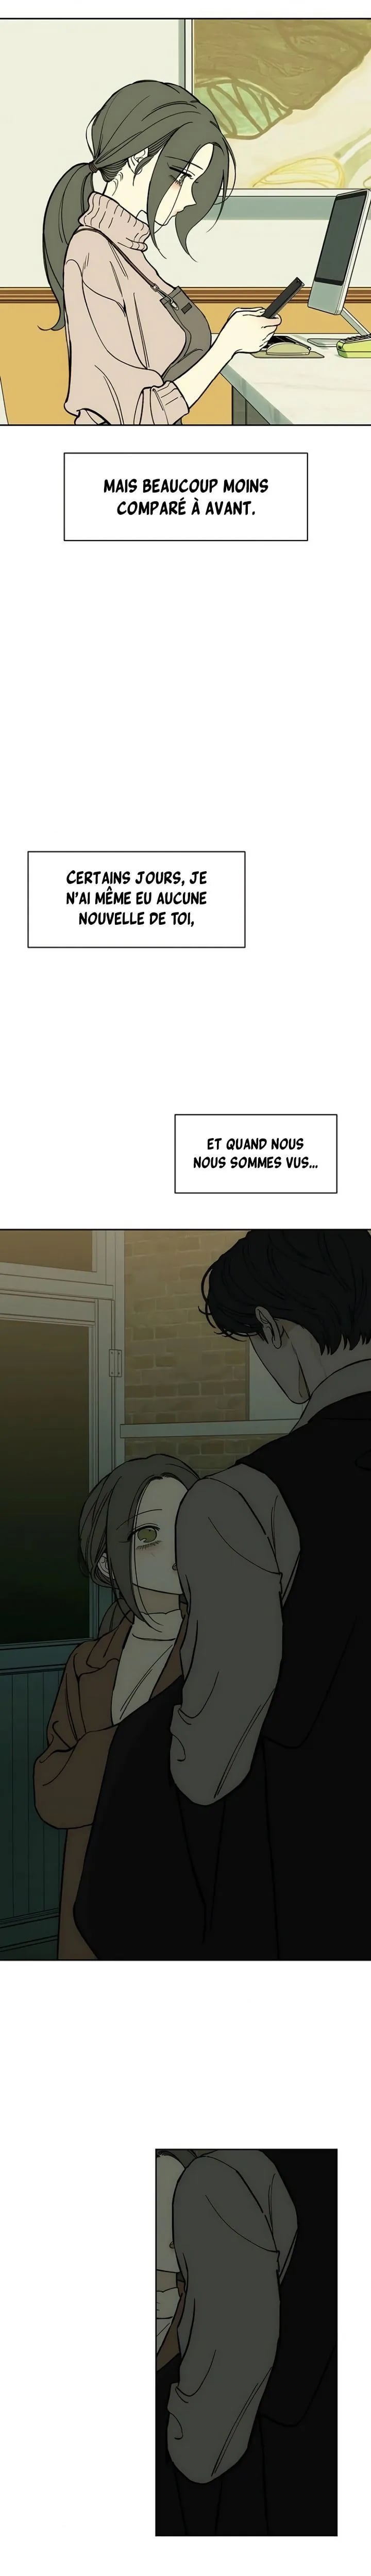 MAIS BEAUCOUP MOINS
COMPARÉ À AVANT.
CERTAINS JOURS, JE
N'AI MÊME EU AUCUNE
NOUVELLE DE TOI,
ET QUAND NOUS
NOUS SOMMES VUS...